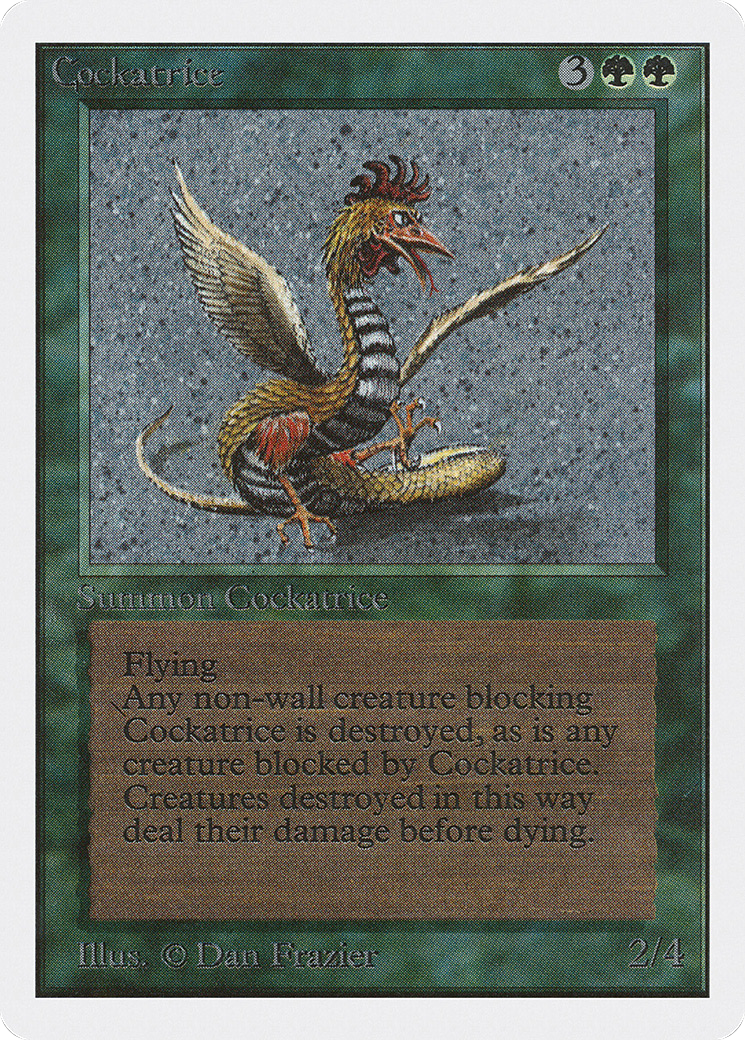 Cockatrice 3
Summon Cockatrice
Flying
Any non-wall creature blocking
Cockatrice is destroyed, as is any
creature blocked by Cockatrice.
Creatures destroyed in this way
deal their damage before dying.
Illus. © Dan Frazier 2/4